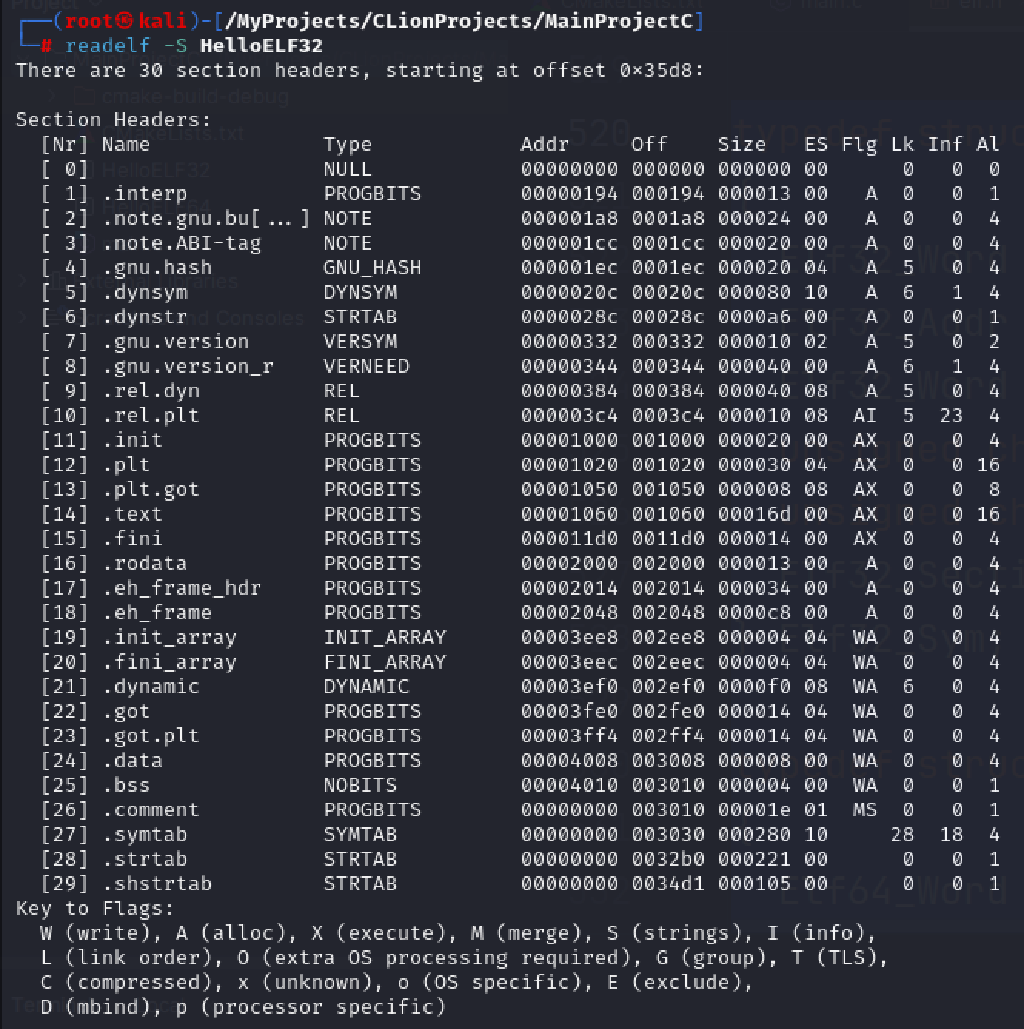 ┌──(root㉿kali)-[/MyProjects/CLionProjects/MainProjectC]
└─# readelf -S HelloELF32
There are 30 section headers, starting at offset 0x35d8:

Section Headers:
  [Nr] Name              Type            Addr     Off    Size   ES Flg Lk Inf Al
  [ 0]                   NULL            00000000 000000 000000 00      0   0  0
  [ 1] .interp           PROGBITS        00000194 000194 000013 00   A  0   0  1
  [ 2] .note.gnu.bu[...] NOTE            000001a8 0001a8 000024 00   A  0   0  4
  [ 3] .note.ABI-tag     NOTE            000001cc 0001cc 000020 00   A  0   0  4
  [ 4] .gnu.hash         GNU_HASH        000001ec 0001ec 000020 04   A  5   0  4
  [ 5] .dynsym           DYNSYM          0000020c 00020c 000080 10   A  6   1  4
  [ 6] .dynstr           STRTAB          0000028c 00028c 0000a6 00   A  0   0  1
  [ 7] .gnu.version      VERSYM          00000332 000332 000010 02   A  5   0  2
  [ 8] .gnu.version_r    VERNEED         00000344 000344 000040 00   A  6   1  4
  [ 9] .rel.dyn          REL             00000384 000384 000040 08   A  5   0  4
  [10] .rel.plt          REL             000003c4 0003c4 000010 08  AI  5  23  4
  [11] .init             PROGBITS        00001000 001000 000020 00  AX  0   0  4
  [12] .plt              PROGBITS        00001020 001020 000030 04  AX  0   0 16
  [13] .plt.got          PROGBITS        00001050 001050 000008 08  AX  0   0  8
  [14] .text             PROGBITS        00001060 001060 00016d 00  AX  0   0 16
  [15] .fini             PROGBITS        000011d0 0011d0 000014 00  AX  0   0  4
  [16] .rodata           PROGBITS        00002000 002000 000013 00   A  0   0  4
  [17] .eh_frame_hdr     PROGBITS        00002014 002014 000034 00   A  0   0  4
  [18] .eh_frame         PROGBITS        00002048 002048 0000c8 00   A  0   0  4
  [19] .init_array       INIT_ARRAY      00003ee8 002ee8 000004 04  WA  0   0  4
  [20] .fini_array       FINI_ARRAY      00003eec 002eec 000004 04  WA  0   0  4
  [21] .dynamic          DYNAMIC         00003ef0 002ef0 0000f0 08  WA  6   0  4
  [22] .got              PROGBITS        00003fe0 002fe0 000014 04  WA  0   0  4
  [23] .got.plt          PROGBITS        00003ff4 002ff4 000014 04  WA  0   0  4
  [24] .data             PROGBITS        00004008 003008 000008 00  WA  0   0  4
  [25] .bss              NOBITS          00004010 003010 000004 00  WA  0   0  1
  [26] .comment          PROGBITS        00000000 003010 00001e 01  MS  0   0  1
  [27] .symtab           SYMTAB          00000000 003030 000280 10     28  18  4
  [28] .strtab           STRTAB          00000000 0032b0 000221 00      0   0  1
  [29] .shstrtab         STRTAB          00000000 0034d1 000105 00      0   0  1
Key to Flags:
  W (write), A (alloc), X (execute), M (merge), S (strings), I (info),
  L (link order), O (extra OS processing required), G (group), T (TLS),
  C (compressed), x (unknown), o (OS specific), E (exclude),
  D (mbind), p (processor specific)